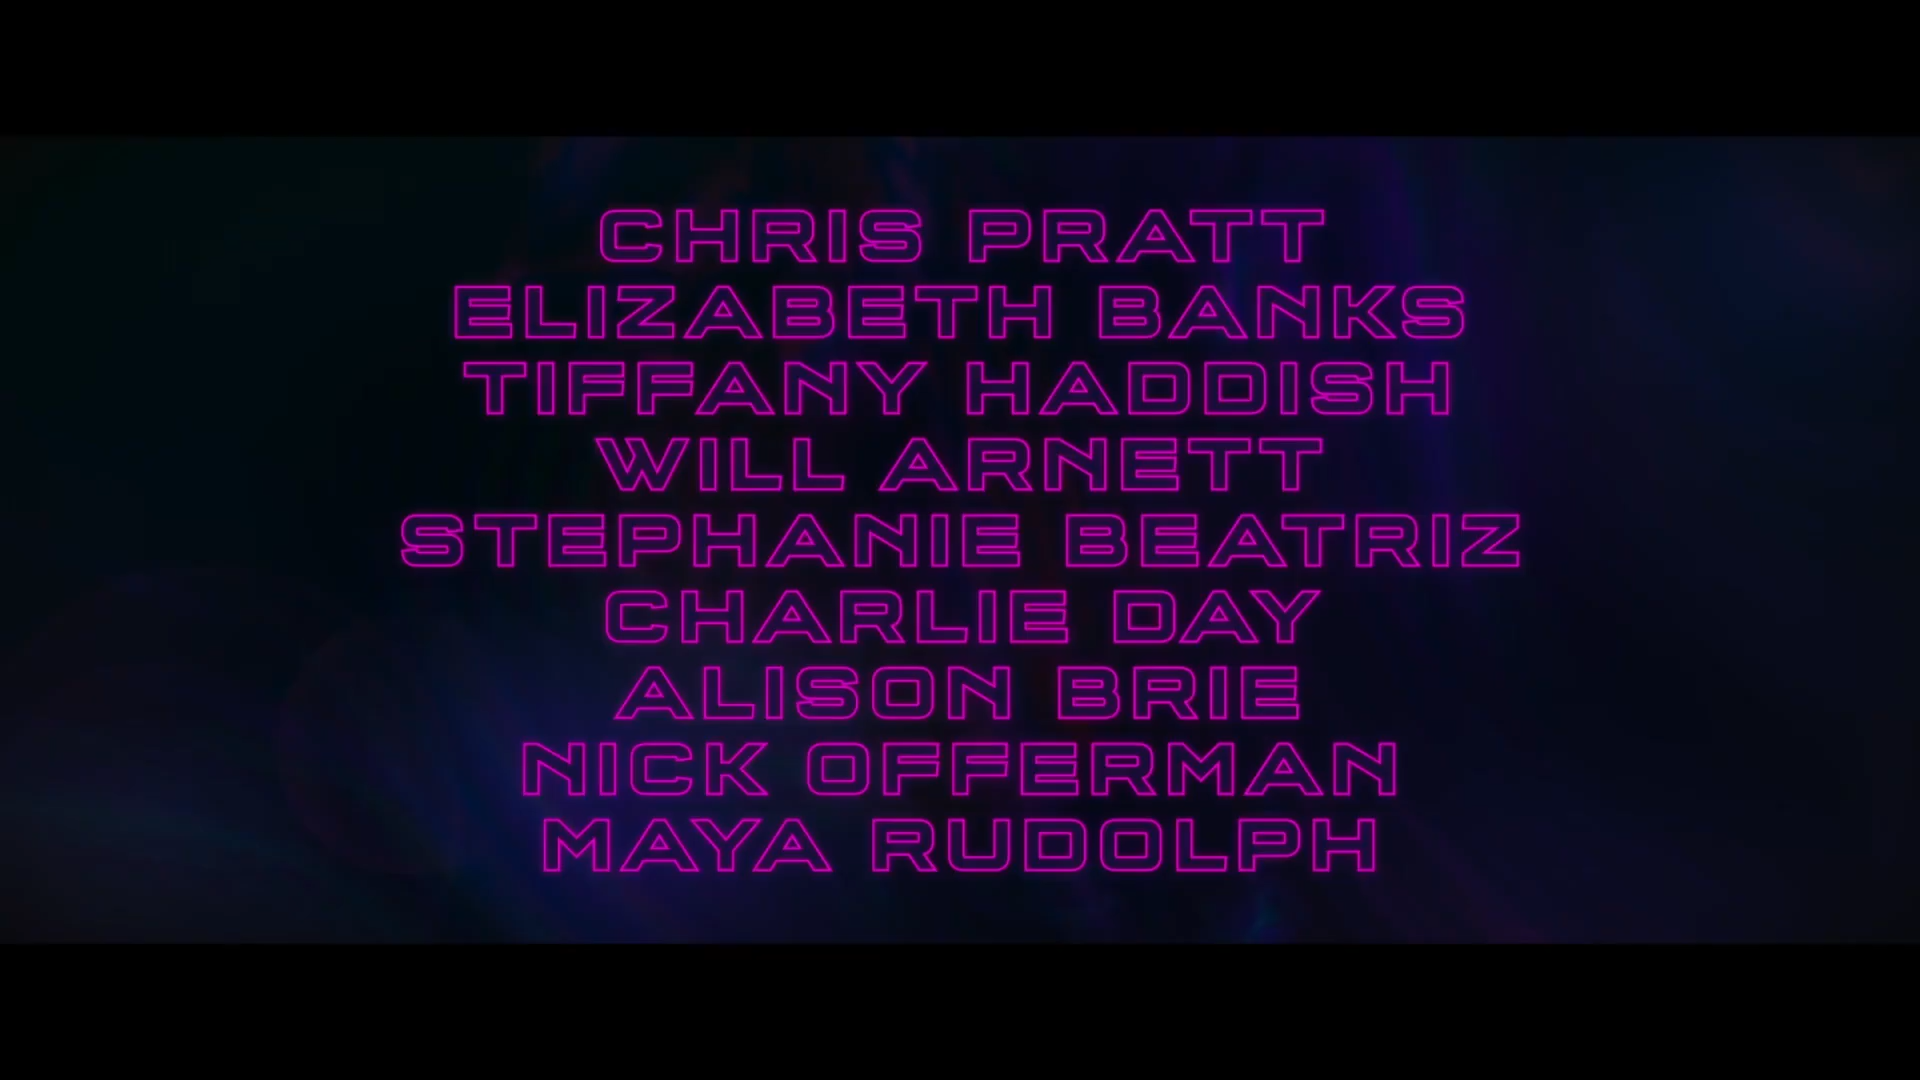 CHRIS PRATT
ELIZABETH BANKS
TIFFANY HADDISH
WILL ARNETT
STEPHANIE BEATRIZ
CHARLIE DAY
ALISON BRIE
NICK OFFERMAN
MAYA RUDOLPH